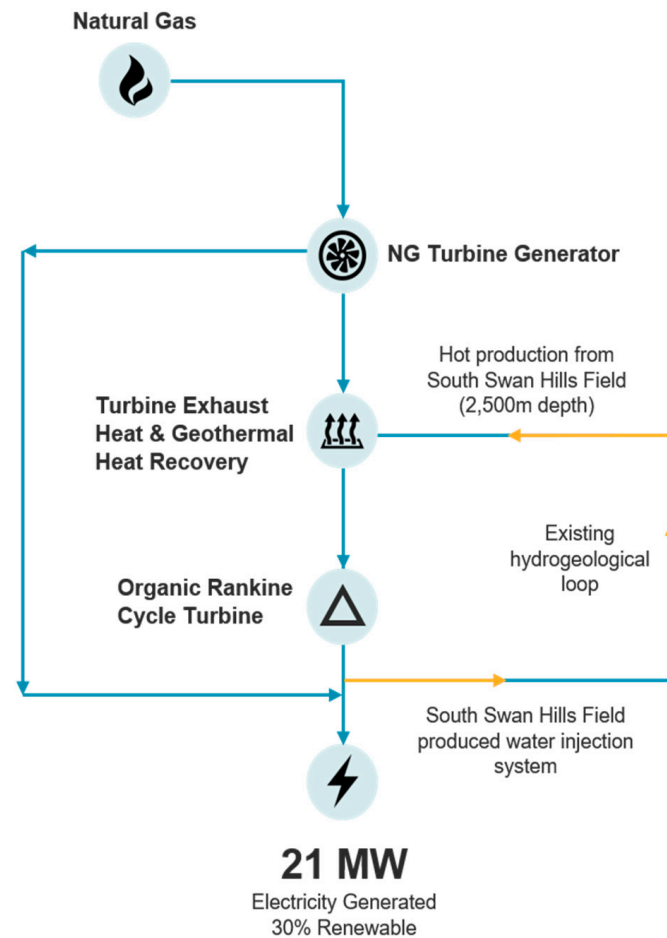 Natural Gas
NG Turbine Generator
Hot production from
South Swan Hills Field
(2,500m depth)
Turbine Exhaust
Heat & Geothermal
Heat Recovery
Existing
hydrogeological
loop
Organic Rankine
Cycle Turbine
South Swan Hills Field
produced water injection
system
21 MW
Electricity Generated
30% Renewable